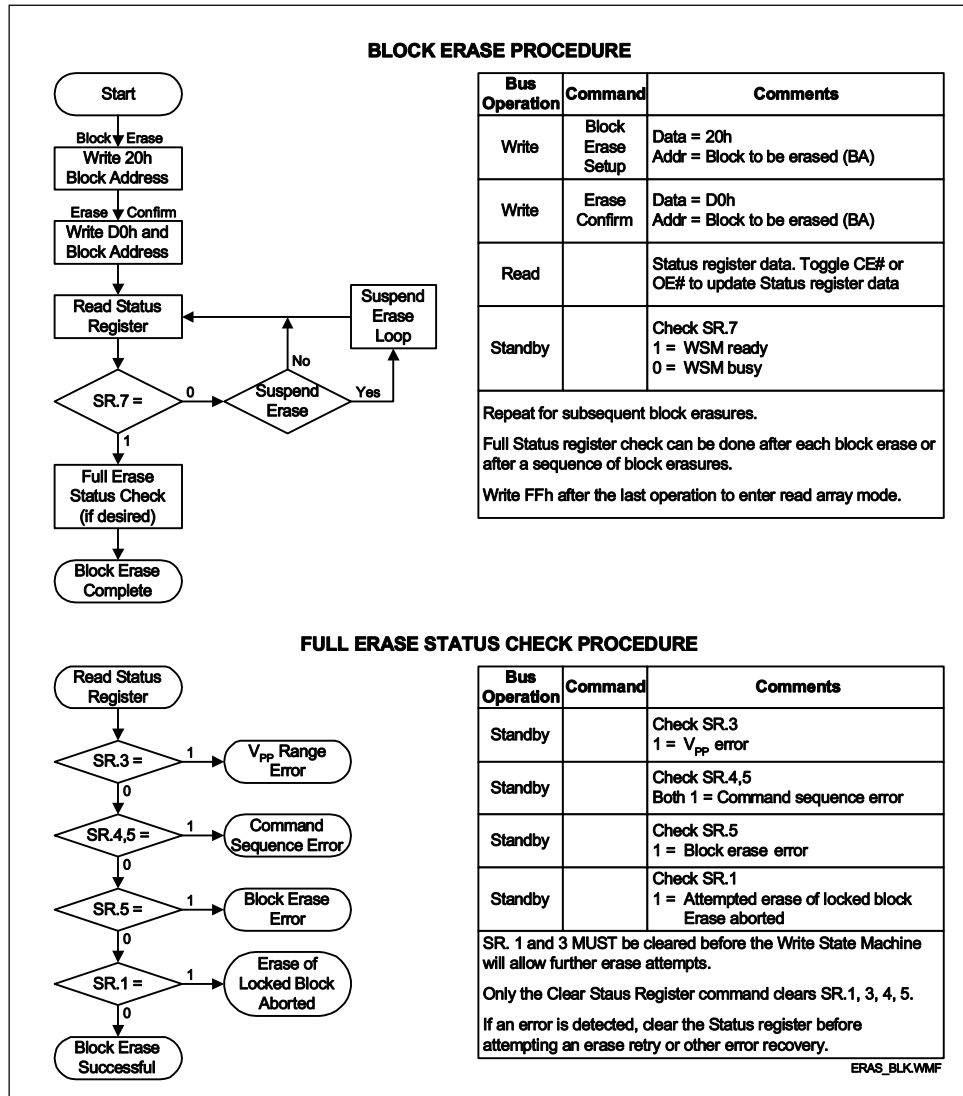 BLOCK ERASE PROCEDURE
Start
Block Erase
Write 20h
Block Address
Erase Confirm
Write D0h and
Block Address
Read Status
Register
Suspend
Erase
Loop
No
SR.7 =
0
Suspend
Erase
Yes
1
Full Erase
Status Check
(if desired)
Block Erase
Complete
Bus
Operation
Command
Comments
Write
Block
Erase
Setup
Data = 20h
Addr = Block to be erased (BA)
Write
Erase
Confirm
Data = D0h
Addr = Block to be erased (BA)
Read
Status register data. Toggle CE# or
OE# to update Status register data
Standby
Check SR.7
1 = WSM ready
0 = WSM busy
Repeat for subsequent block erasures.
Full Status register check can be done after each block erase or
after a sequence of block erasures.
Write FFh after the last operation to enter read array mode.
FULL ERASE STATUS CHECK PROCEDURE
Read Status
Register
SR.3 =
1
VPP Range
Error
0
SR.4,5 =
1
Command
Sequence Error
0
SR.5 =
1
Block Erase
Error
0
SR.1 =
1
Erase of
Locked Block
Aborted
0
Block Erase
Successful
Bus
Operation
Command
Comments
Standby
Check SR.3
1 = VPP error
Standby
Check SR.4,5
Both 1 = Command sequence error
Standby
Check SR.5
1 = Block erase error
Standby
Check SR.1
1 = Attempted erase of locked block
Erase aborted
SR. 1 and 3 MUST be cleared before the Write State Machine
will allow further erase attempts.
Only the Clear Staus Register command clears SR.1, 3, 4, 5.
If an error is detected, clear the Status register before
attempting an erase retry or other error recovery.
ERAS_BLK.WMF